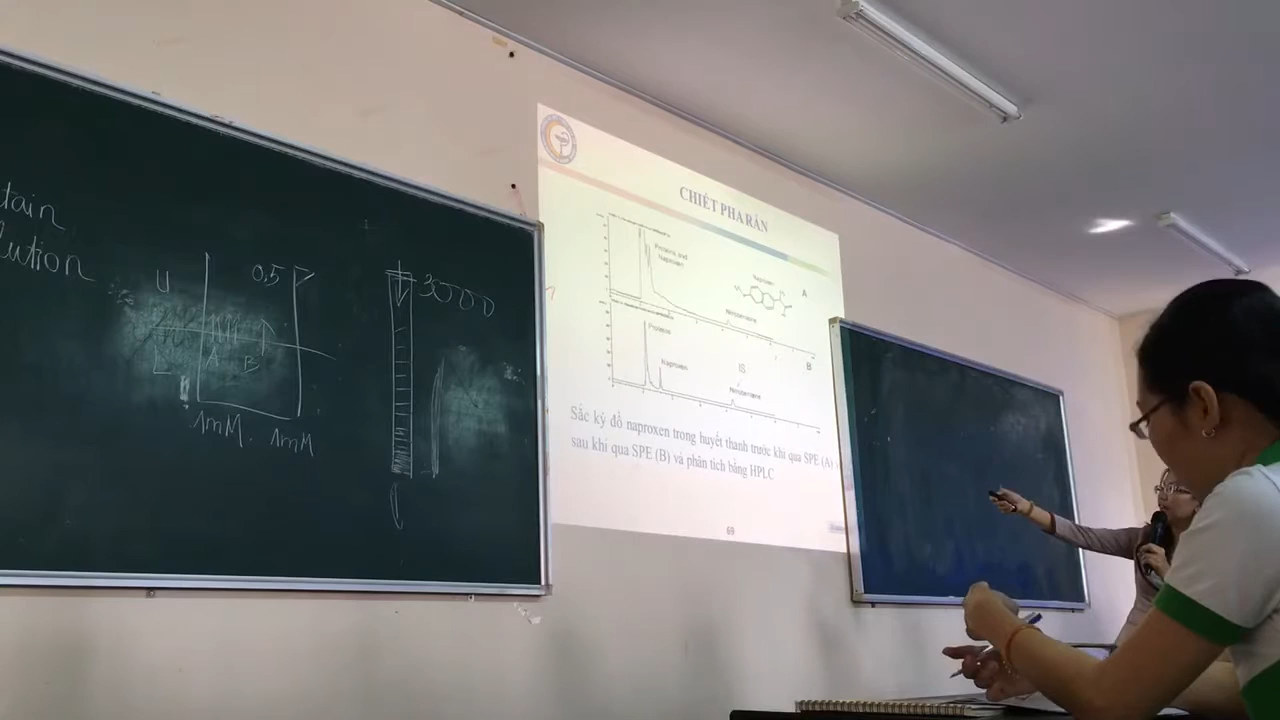 tain
lution
U
0,5
A
B
1mM. 1mM
3000
CHIẾT PHA RẮN
Proteins and
Naproxen
Naproxen
A
Proteins
Naproxen
IS
B
Sắc ký đồ naproxen trong huyết thanh trước khi qua SPE (A)
sau khi qua SPE (B) và phân tích bằng HPLC
69